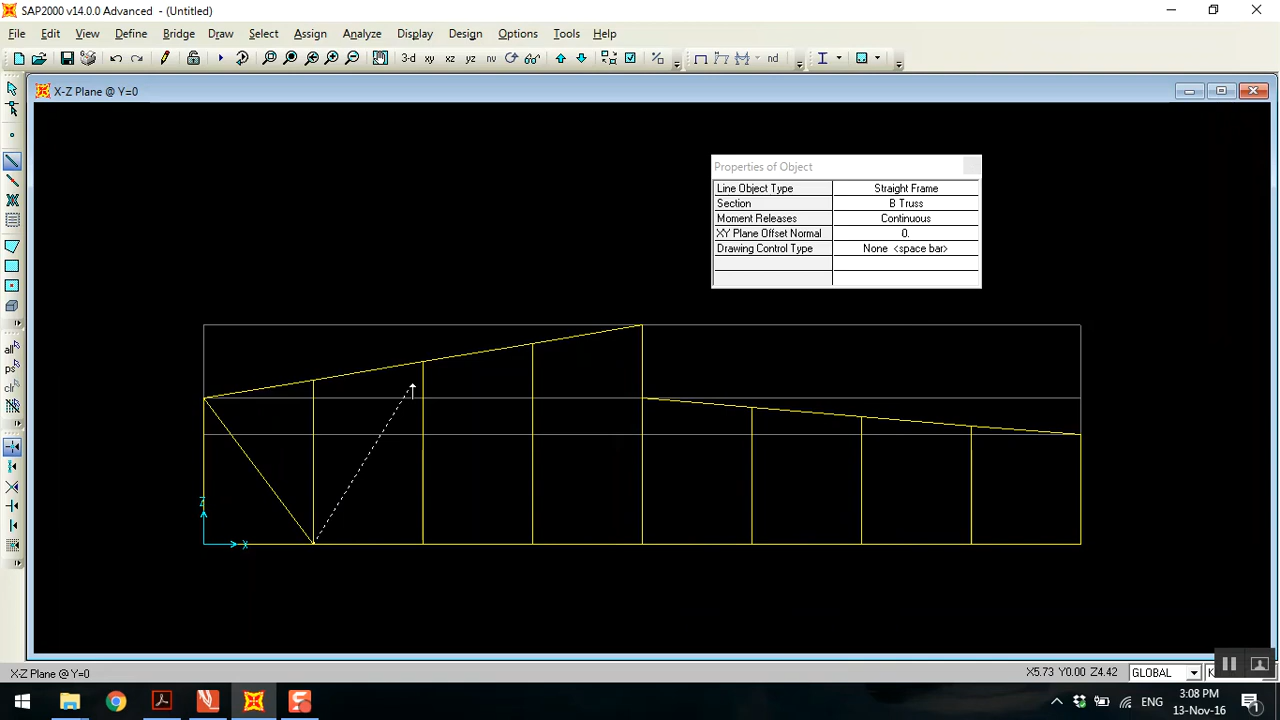 SAP2000 v14.0.0 Advanced - (Untitled)
File Edit View Define Bridge Draw Select Assign Analyze Display Design Options Tools Help
3-d xy xz yz nv nd
X-Z Plane @ Y=0
Properties of Object
Line Object Type Straight Frame
Section B Truss
Moment Releases Continuous
XY Plane Offset Normal 0.
Drawing Control Type None <space bar>
all
ps
clr
Z
X
X-Z Plane @ Y=0 X5.73 Y0.00 Z4.42 GLOBAL
ENG 3:08 PM
13-Nov-16